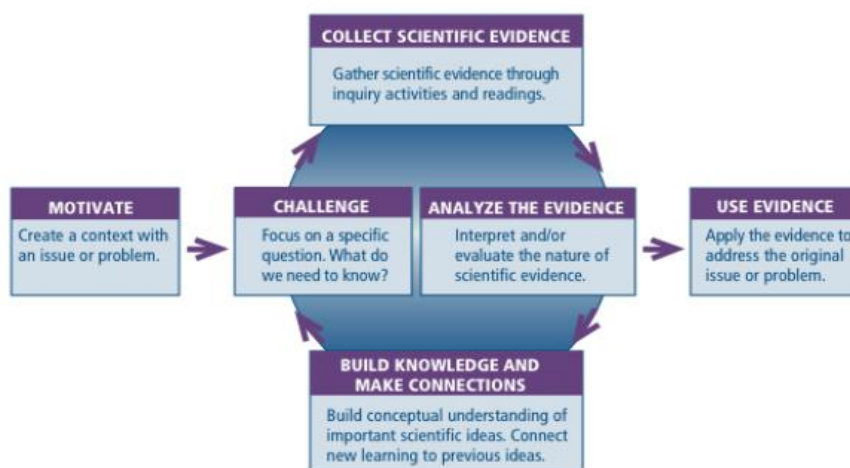 COLLECT SCIENTIFIC EVIDENCE
Gather scientific evidence through
inquiry activities and readings.
MOTIVATE
Create a context with
an issue or problem.
CHALLENGE
Focus on a specific
question. What do
we need to know?
ANALYZE THE EVIDENCE
Interpret and/or
evaluate the nature of
scientific evidence.
USE EVIDENCE
Apply the evidence to
address the original
issue or problem.
BUILD KNOWLEDGE AND
MAKE CONNECTIONS
Build conceptual understanding of
important scientific ideas. Connect
new learning to previous ideas.